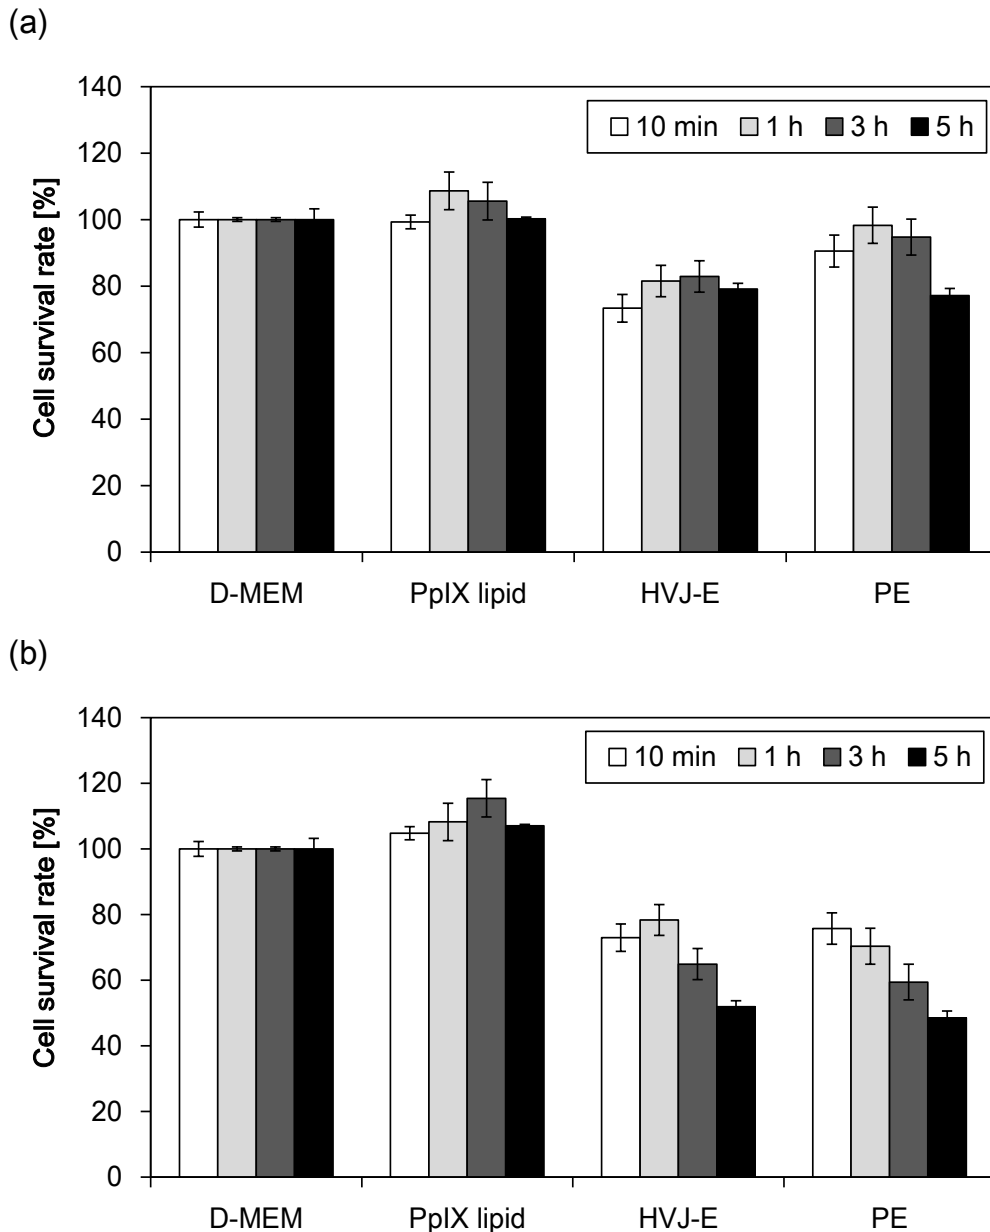 (a)
140
120
100
80
60
40
20
0
Cell survival rate [%]
10 min 1 h 3 h 5 h
D-MEM PpIX lipid HVJ-E PE
(b)
140
120
100
80
60
40
20
0
Cell survival rate [%]
10 min 1 h 3 h 5 h
D-MEM PpIX lipid HVJ-E PE